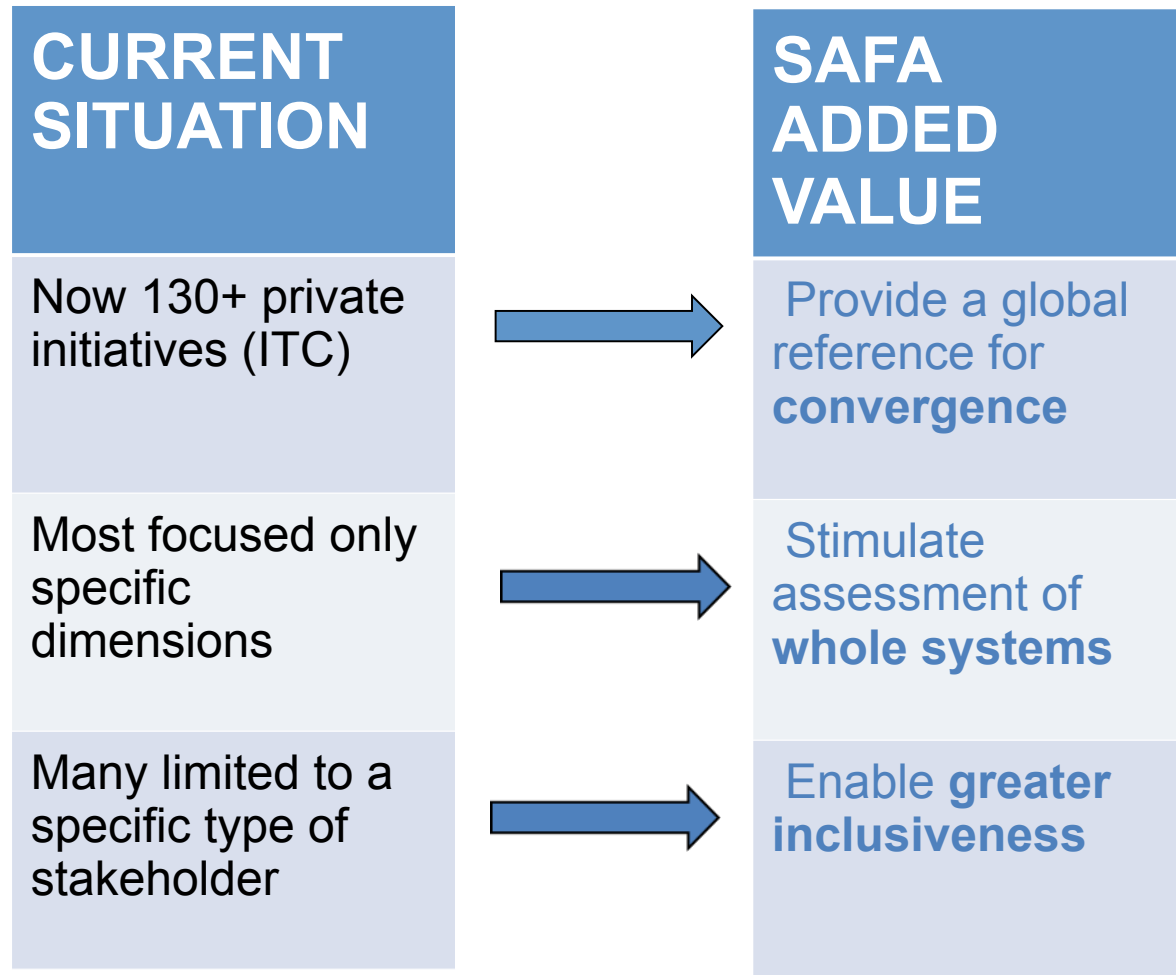 CURRENT
SITUATION
Now 130+ private
initiatives (ITC)
Most focused only
specific
dimensions
Many limited to a
specific type of
stakeholder
SAFA
ADDED
VALUE
Provide a global
reference for
convergence
Stimulate
assessment of
whole systems
Enable greater
inclusiveness